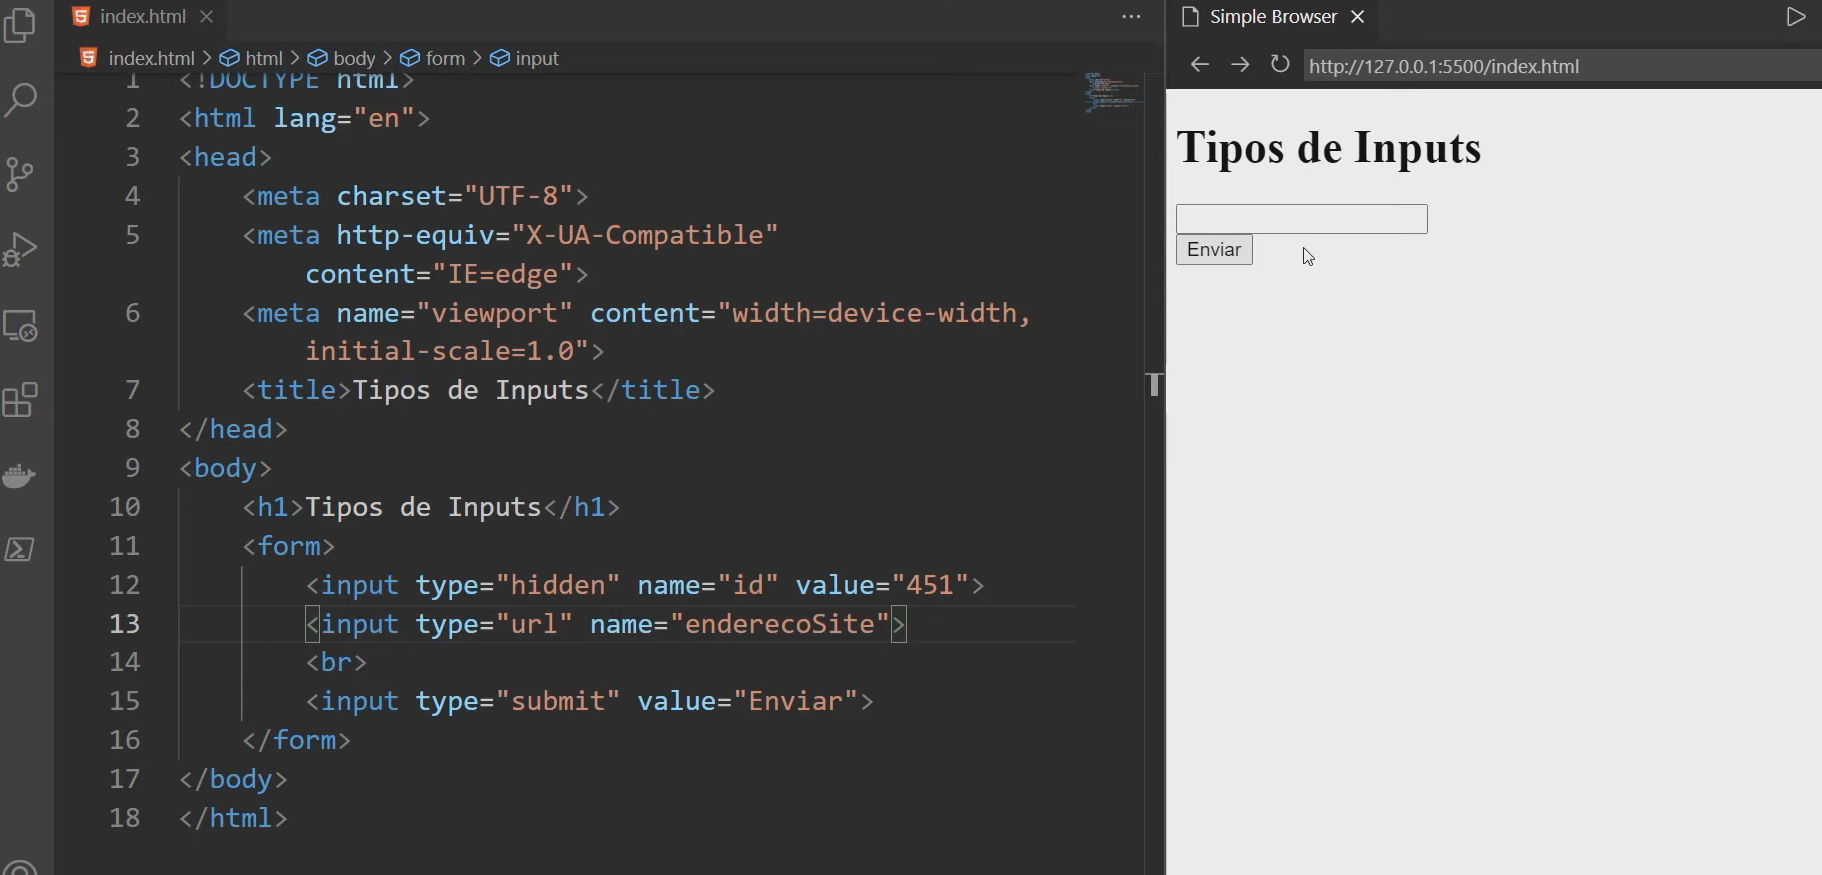 index.html
index.html > html > body > form > input
1 <!DOCTYPE html>
2 <html lang="en">
3 <head>
4 <meta charset="UTF-8">
5 <meta http-equiv="X-UA-Compatible"
content="IE=edge">
6 <meta name="viewport" content="width=device-width,
initial-scale=1.0">
7 <title>Tipos de Inputs</title>
8 </head>
9 <body>
10 <h1>Tipos de Inputs</h1>
11 <form>
12 <input type="hidden" name="id" value="451">
13 <input type="url" name="enderecoSite">
14 <br>
15 <input type="submit" value="Enviar">
16 </form>
17 </body>
18 </html>
Simple Browser
http://127.0.0.1:5500/index.html
Tipos de Inputs
Enviar